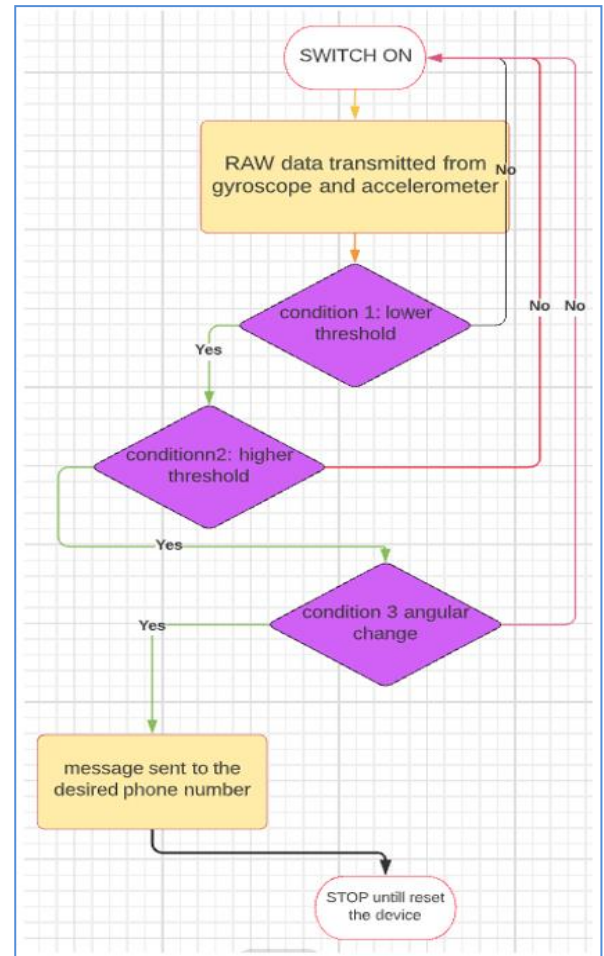 SWITCH ON
RAW data transmitted from
gyroscope and accelerometer
No
condition 1: lower
threshold
Yes
No
No
conditionn2: higher
threshold
Yes
condition 3 angular
change
Yes
message sent to the
desired phone number
STOP untill reset
the device